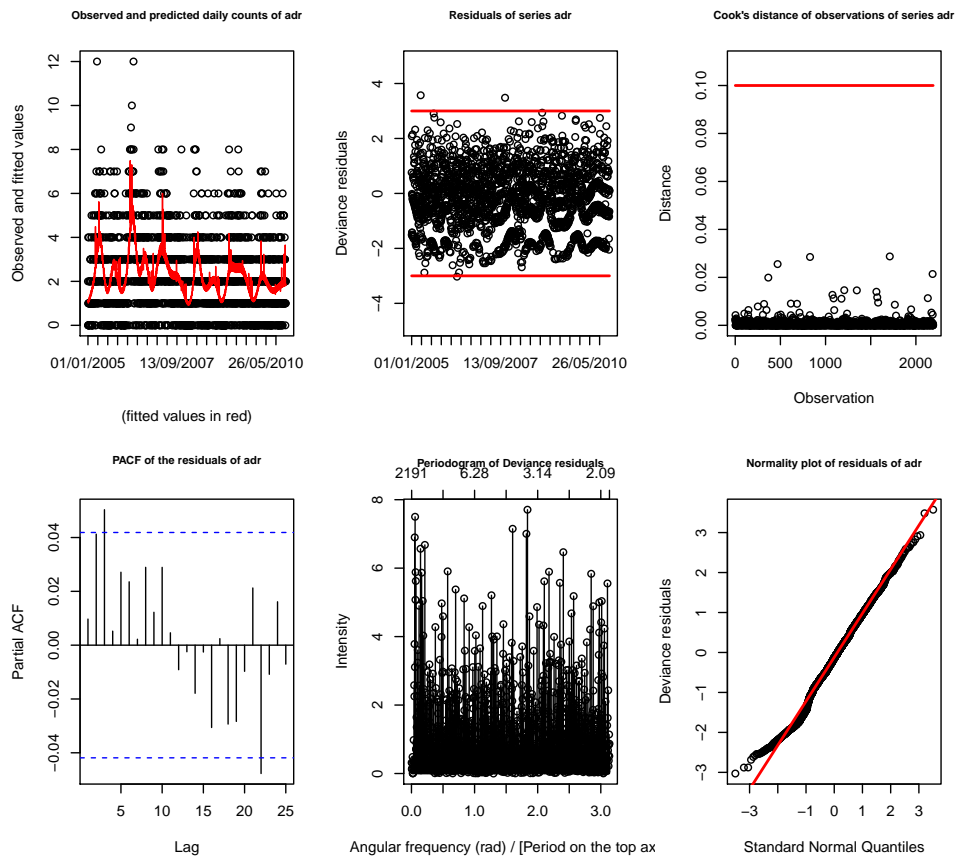 Observed and predicted daily counts of adr
Observed and fitted values
12
10
8
6
4
2
0
01/01/2005 13/09/2007 26/05/2010
(fitted values in red)
Residuals of series adr
Deviance residuals
4
2
0
−2
−4
01/01/2005 13/09/2007 26/05/2010
Cook's distance of observations of series adr
Distance
0.10
0.08
0.06
0.04
0.02
0.00
0 500 1000 2000
Observation
PACF of the residuals of adr
Partial ACF
0.04
0.02
0.00
−0.02
−0.04
5 10 15 20 25
Lag
Periodogram of Deviance residuals
2191 6.28 3.14 2.09
Intensity
8
6
4
2
0
0.0 1.0 2.0 3.0
Angular frequency (rad) / [Period on the top ax
Normality plot of residuals of adr
Deviance residuals
3
2
1
0
−1
−2
−3
−3 −2 −1 0 1 2 3
Standard Normal Quantiles